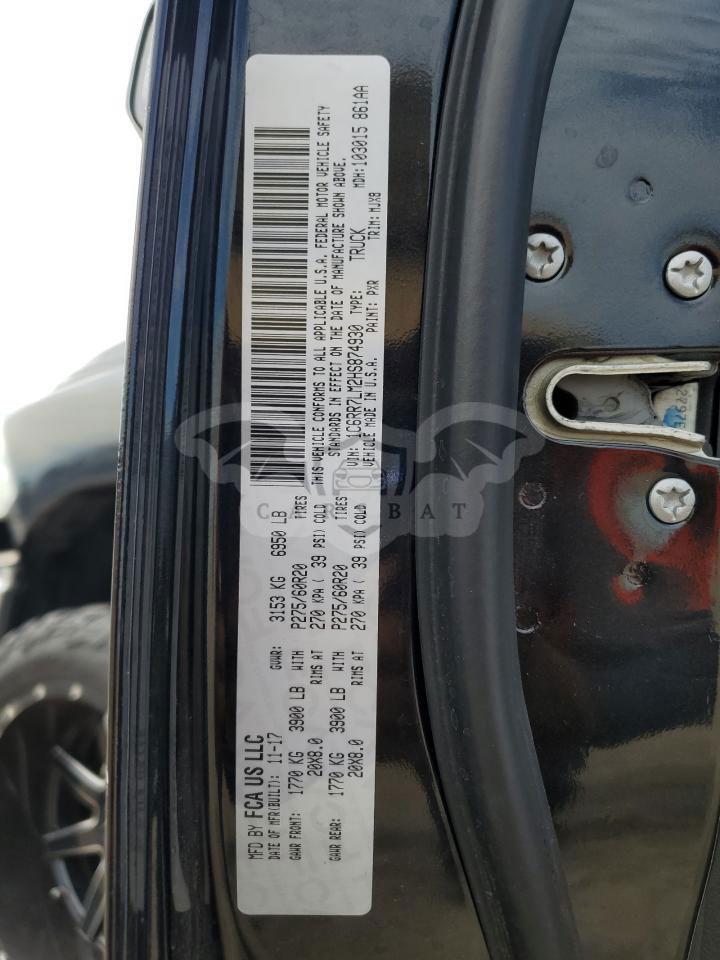 MFD BY FCA US LLC
DATE OF MFR(BUILT): 11-17 GVWR: 3153 KG 6950 LB
GAWR FRONT: 1770 KG 3900 LB WITH P275/60R20 TIRES
20X8.0 RIMS AT 270 KPA( 39 PSI) COLD
GAWR REAR: 1770 KG 3900 LB WITH P275/60R20 TIRES
20X8.0 RIMS AT 270 KPA( 39 PSI) COLD
THIS VEHICLE CONFORMS TO ALL APPLICABLE U.S.A. FEDERAL MOTOR VEHICLE SAFETY
STANDARDS IN EFFECT ON THE DATE OF MANUFACTURE SHOWN ABOVE.
VIN: 1C6RR7LM2HS874930 TYPE: TRUCK MDH:103015 861AA
VEHICLE MADE IN U.S.A. PAINT: PXR TRIM: MJX8
CAR BAT